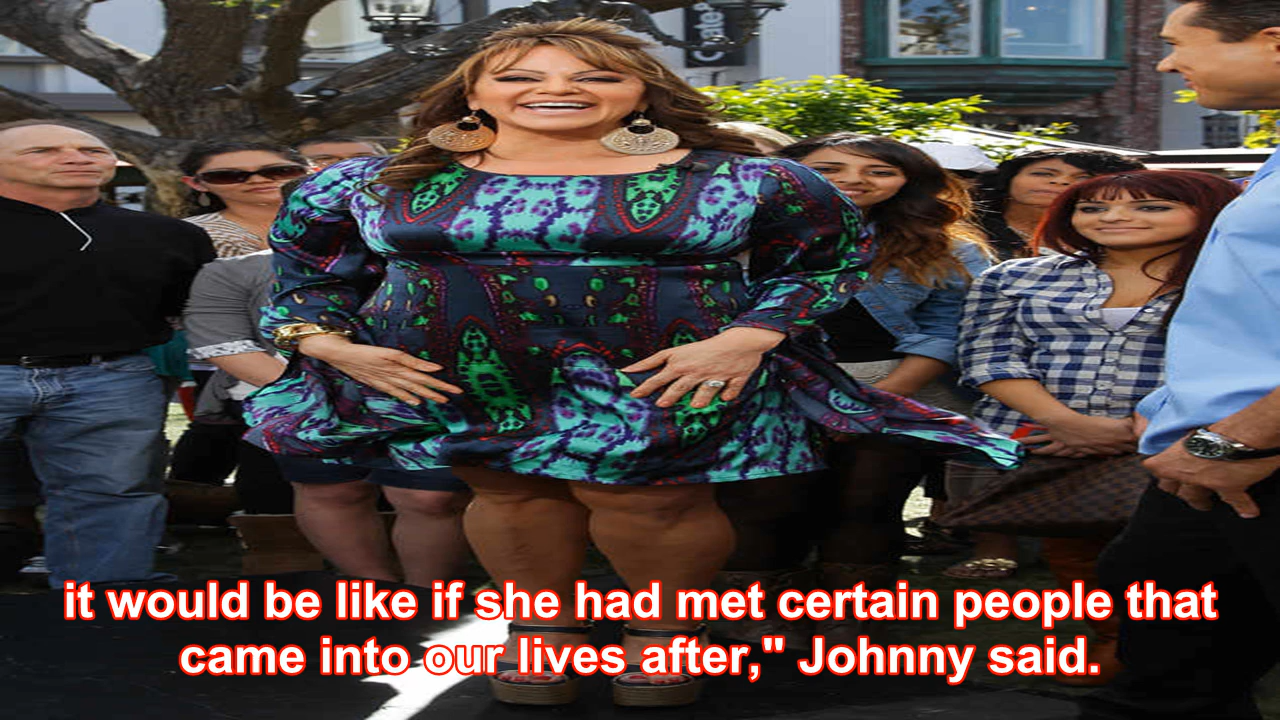 it would be like if she had met certain people that
came into our lives after," Johnny said.